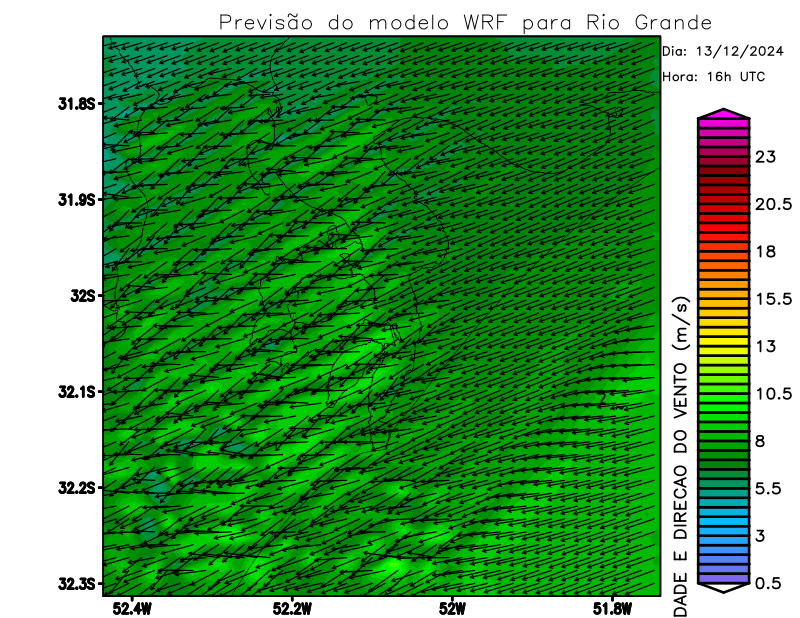 Previsão do modelo WRF para Rio Grande
Dia: 13/12/2024
Hora: 16h UTC
31.8S
31.9S
32S
32.1S
32.2S
32.3S
52.4W
52.2W
52W
51.8W
23
20.5
18
15.5
13
10.5
8
5.5
3
0.5
DADE E DIRECAO DO VENTO (m/s)